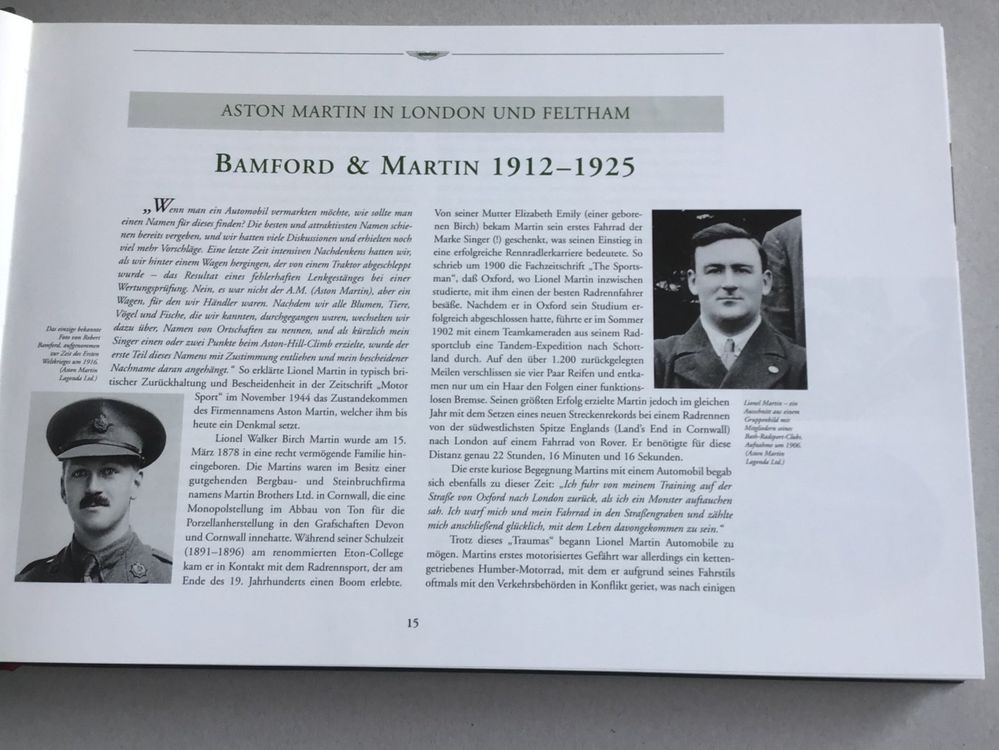 ASTON MARTIN IN LONDON UND FELTHAM
BAMFORD & MARTIN 1912–1925
„Wenn man ein Automobil vermarkten möchte, wie sollte man
einen Namen für dieses finden? Die besten und attraktivsten Namen schie-
nen bereits vergeben, und wir hatten viele Diskussionen und erhielten noch
viel mehr Vorschläge. Eine letzte Zeit intensiven Nachdenkens hatten wir,
als wir hinter einem Wagen hergingen, der von einem Traktor abgeschleppt
wurde – das Resultat eines fehlerhaften Lenkgestänges bei einer
Wertungsprüfung. Nein, es war nicht der A.M. (Aston Martin), aber ein
Wagen, für den wir Händler waren. Nachdem wir alle Blumen, Tiere,
Vögel und Fische, die wir kannten, durchgegangen waren, wechselten wir
dazu über, Namen von Ortschaften zu nennen, und als kürzlich mein
Singer einen oder zwei Punkte beim Aston-Hill-Climb erzielte, wurde der
erste Teil dieses Namens mit Zustimmung entliehen und mein bescheidener
Nachname daran angehängt.“ So erklärte Lionel Martin in typisch bri-
tischer Zurückhaltung und Bescheidenheit in der Zeitschrift „Motor
Sport“ im November 1944 das Zustandekommen
des Firmennamens Aston Martin, welcher ihm bis
heute ein Denkmal setzt.
Lionel Walker Birch Martin wurde am 15.
März 1878 in eine recht vermögende Familie hin-
eingeboren. Die Martins waren im Besitz einer
gutgehenden Bergbau- und Steinbruchfirma
namens Martin Brothers Ltd. in Cornwall, die eine
Monopolstellung im Abbau von Ton für die
Porzellanherstellung in den Grafschaften Devon
und Cornwall innehatte. Während seiner Schulzeit
(1891–1896) am renommierten Eton-College
kam er in Kontakt mit dem Radrennsport, der am
Ende des 19. Jahrhunderts einen Boom erlebte.
Das einzige bekannte
Foto von Robert
Bamford, aufgenommen
zur Zeit des Ersten
Weltkrieges um 1916.
(Aston Martin
Lagonda Ltd.)
Von seiner Mutter Elizabeth Emily (einer gebore-
nen Birch) bekam Martin sein erstes Fahrrad der
Marke Singer (!) geschenkt, was seinen Einstieg in
eine erfolgreiche Rennradlerkarriere bedeutete. So
schrieb um 1900 die Fachzeitschrift „The Sports-
man“, daß Oxford, wo Lionel Martin inzwischen
studierte, mit ihm einen der besten Radrennfahrer
besäße. Nachdem er in Oxford sein Studium er-
folgreich abgeschlossen hatte, führte er im Sommer
1902 mit einem Teamkameraden aus seinem Rad-
sportclub eine Tandem-Expedition nach Schott-
land durch. Auf den über 1.200 zurückgelegten
Meilen verschlissen sie vier Paar Reifen und entka-
men nur um ein Haar den Folgen einer funktions-
losen Bremse. Seinen größten Erfolg erzielte Martin jedoch im gleichen
Jahr mit dem Setzen eines neuen Streckenrekords bei einem Radrennen
von der südwestlichsten Spitze Englands (Land’s End in Cornwall)
nach London auf einem Fahrrad von Rover. Er benötigte für diese
Distanz genau 22 Stunden, 16 Minuten und 16 Sekunden.
Die erste kuriose Begegnung Martins mit einem Automobil begab
sich ebenfalls zu dieser Zeit: „Ich fuhr von meinem Training auf der
Straße von Oxford nach London zurück, als ich ein Monster auftauchen
sah. Ich warf mich und mein Fahrrad in den Straßengraben und zählte
mich anschließend glücklich, mit dem Leben davongekommen zu sein.“
Trotz dieses „Traumas“ begann Lionel Martin Automobile zu
mögen. Martins erstes motorisiertes Gefährt war allerdings ein ketten-
getriebenes Humber-Motorrad, mit dem er aufgrund seines Fahrstils
oftmals mit den Verkehrsbehörden in Konflikt geriet, was nach einigen
Lionel Martin – ein
Ausschnitt aus einem
Gruppenbild mit
Mitgliedern seines
Bath-Radsport-Clubs.
Aufnahme um 1906.
(Aston Martin
Lagonda Ltd.)
15